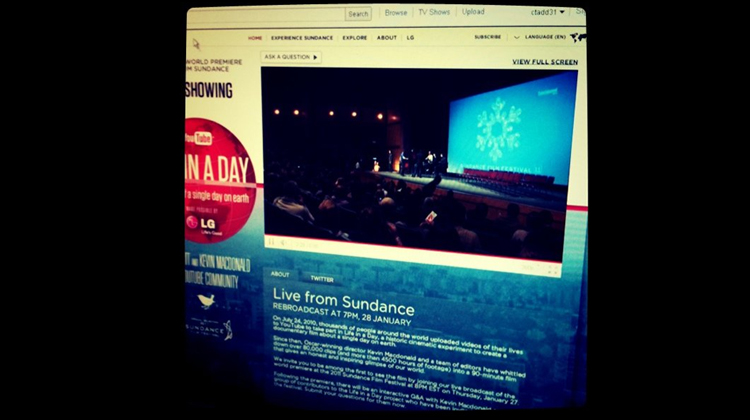 Search
Browse
TV Shows
Upload
cfadd31
HOME
EXPERIENCE SUNDANCE
EXPLORE
ABOUT
LG
SUBSCRIBE
LANGUAGE (EN)
WORLD PREMIERE
SUNDANCE
SHOWING
ASK A QUESTION
VIEW FULL SCREEN
Tube
IN A DAY
a single day on earth
LG
KEVIN MACDONALD
COMMUNITY
SUNDANCE
ABOUT
TWITTER
Live from Sundance
REBROADCAST AT 7PM, 28 JANUARY
On July 24, 2010, thousands of people around the world uploaded videos of their lives
to YouTube to take part in Life in a Day, a historic cinematic experiment to create a
documentary film about a single day on earth.
Since then, Oscar-winning director Kevin Macdonald and a team of editors have whittled
down over 80,000 clips (and more than 4500 hours of footage) into a 90-minute film
that gives an honest and inspiring glimpse of our world.
We invite you to be among the first to see the film by joining our live broadcast of the
world premiere at the 2011 Sundance Film Festival at 8PM EST on Thursday, January 27
Following the premiere, there will be an interactive Q&A with Kevin Macdonald
group of contributors to the Life in a Day project who have been
the festival. Submit your questions for them now.